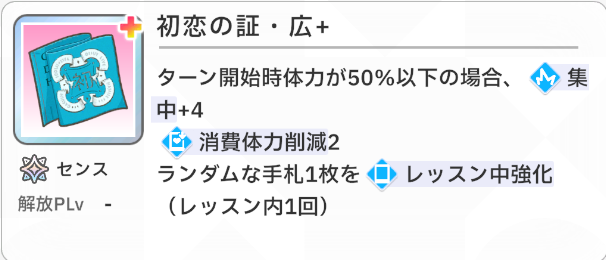 初恋の証・広+
ターン開始時体力が50%以下の場合、 集
中+4
消費体力削減2
ランダムな手札1枚を レッスン中強化
（レッスン内1回）
センス
解放PLv -